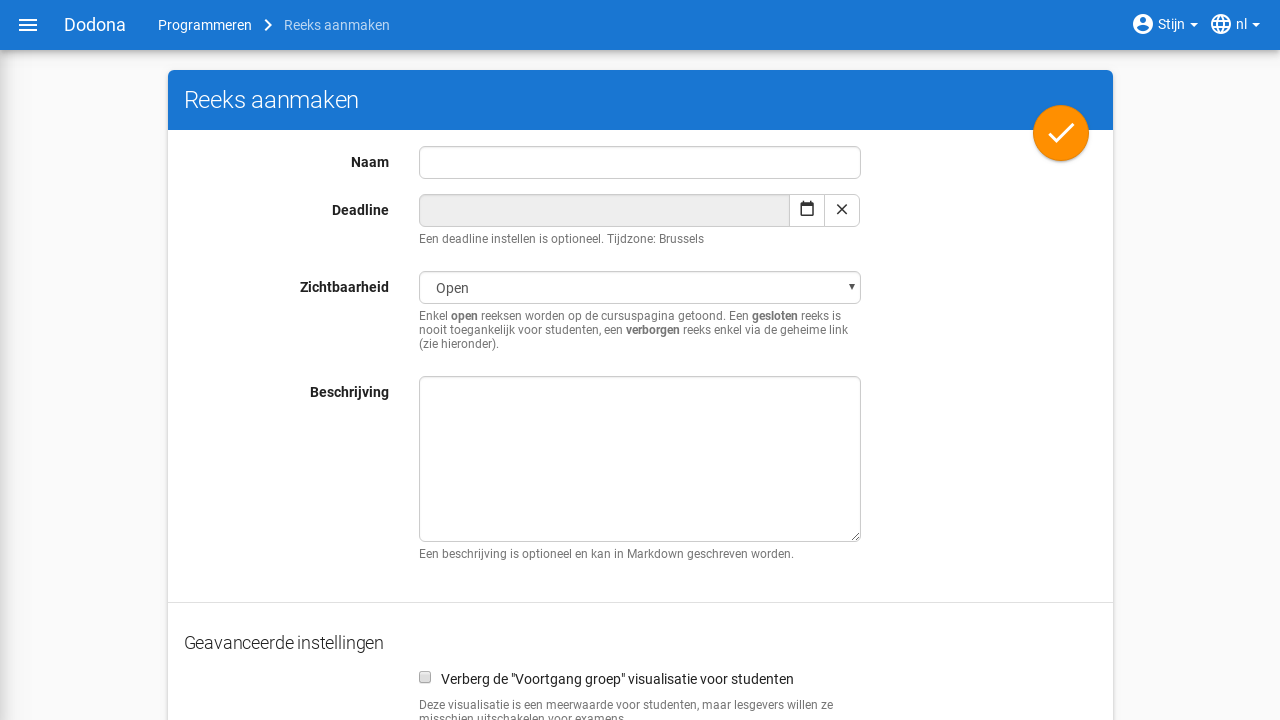 Dodona Programmeren Reeks aanmaken Stijn nl
Reeks aanmaken
Naam
Deadline
Een deadline instellen is optioneel. Tijdzone: Brussels
Zichtbaarheid Open
Enkel open reeksen worden op de cursuspagina getoond. Een gesloten reeks is
nooit toegankelijk voor studenten, een verborgen reeks enkel via de geheime link
(zie hieronder).
Beschrijving
Een beschrijving is optioneel en kan in Markdown geschreven worden.
Geavanceerde instellingen
Verberg de "Voortgang groep" visualisatie voor studenten
Deze visualisatie is een meerwaarde voor studenten, maar lesgevers willen ze
misschien uitschakelen voor examens.